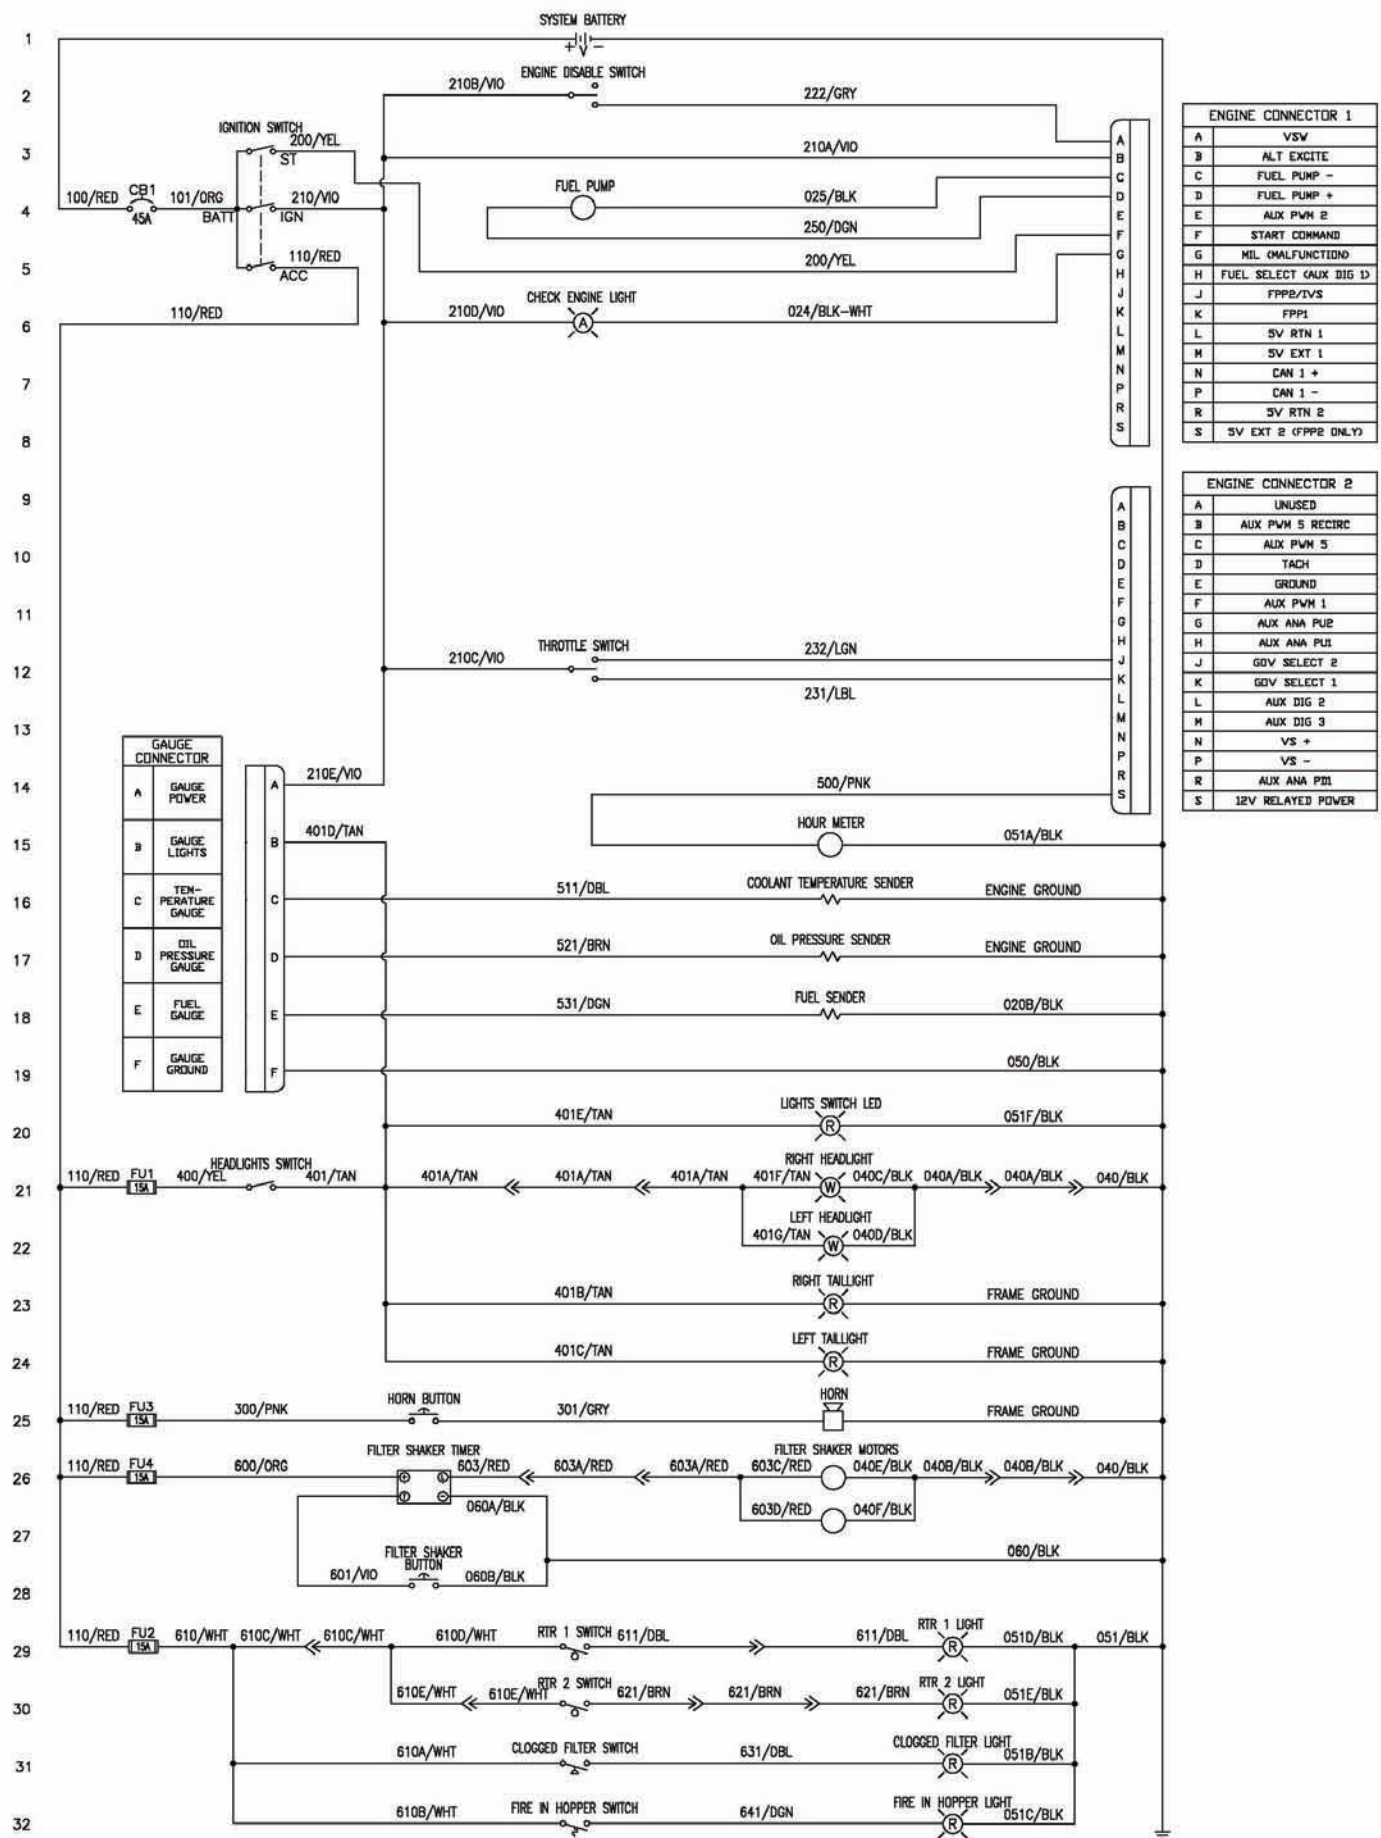 SYSTEM BATTERY
1
+ V −
ENGINE DISABLE SWITCH
2
210B/VIO
222/GRY
IGNITION SWITCH
3
200/YEL
ST
210A/VIO
4
100/RED
CB1
45A
101/ORG
BATT
210/VIO
IGN
FUEL PUMP
025/BLK
250/DGN
5
110/RED
ACC
200/YEL
CHECK ENGINE LIGHT
6
110/RED
210D/VIO
A
024/BLK-WHT
7
8
A
B
C
D
E
F
G
H
J
K
L
M
N
P
R
S
ENGINE CONNECTOR 1
A VSW
B ALT EXCITE
C FUEL PUMP -
D FUEL PUMP +
E AUX PWM 2
F START COMMAND
G MIL (MALFUNCTION)
H FUEL SELECT (AUX DIG 1)
J FPP2/IVS
K FPP1
L 5V RTN 1
M 5V EXT 1
N CAN 1 +
P CAN 1 -
R 5V RTN 2
S 5V EXT 2 (FPP2 ONLY)
9
10
11
12
210C/VIO
THROTTLE SWITCH
232/LGN
231/LBL
13
A
B
C
D
E
F
G
H
J
K
L
M
N
P
R
S
ENGINE CONNECTOR 2
A UNUSED
B AUX PWM 5 RECIRC
C AUX PWM 5
D TACH
E GROUND
F AUX PWM 1
G AUX ANA PU2
H AUX ANA PU1
J GOV SELECT 2
K GOV SELECT 1
L AUX DIG 2
M AUX DIG 3
N VS +
P VS -
R AUX ANA PD1
S 12V RELAYED POWER
GAUGE
CONNECTOR
A GAUGE
POWER
B GAUGE
LIGHTS
C TEM-
PERATURE
GAUGE
D OIL
PRESSURE
GAUGE
E FUEL
GAUGE
F GAUGE
GROUND
14
A
210E/VIO
500/PNK
15
B
401D/TAN
HOUR METER
051A/BLK
16
C
511/DBL
COOLANT TEMPERATURE SENDER
ENGINE GROUND
17
D
521/BRN
OIL PRESSURE SENDER
ENGINE GROUND
18
E
531/DGN
FUEL SENDER
020B/BLK
19
F
050/BLK
20
401E/TAN
LIGHTS SWITCH LED
R
051F/BLK
21
110/RED
FU1
15A
400/YEL
HEADLIGHTS SWITCH
401/TAN
401A/TAN
401A/TAN
401A/TAN
RIGHT HEADLIGHT
401F/TAN
W
040C/BLK
040A/BLK
040A/BLK
040/BLK
22
LEFT HEADLIGHT
401G/TAN
W
040D/BLK
23
401B/TAN
RIGHT TAILLIGHT
R
FRAME GROUND
24
401C/TAN
LEFT TAILLIGHT
R
FRAME GROUND
25
110/RED
FU3
15A
300/PNK
HORN BUTTON
301/GRY
HORN
FRAME GROUND
26
110/RED
FU4
15A
600/ORG
FILTER SHAKER TIMER
603/RED
603A/RED
603A/RED
FILTER SHAKER MOTORS
603C/RED
040E/BLK
040B/BLK
040B/BLK
040/BLK
060A/BLK
603D/RED
040F/BLK
27
060/BLK
FILTER SHAKER
BUTTON
601/VIO
060B/BLK
28
29
110/RED
FU2
15A
610/WHT
610C/WHT
610C/WHT
610D/WHT
RTR 1 SWITCH
611/DBL
611/DBL
RTR 1 LIGHT
R
051D/BLK
051/BLK
30
610E/WHT
610E/WHT
RTR 2 SWITCH
621/BRN
621/BRN
621/BRN
RTR 2 LIGHT
R
051E/BLK
31
610A/WHT
CLOGGED FILTER SWITCH
631/DBL
CLOGGED FILTER LIGHT
R
051B/BLK
32
610B/WHT
FIRE IN HOPPER SWITCH
641/DGN
FIRE IN HOPPER LIGHT
R
051C/BLK